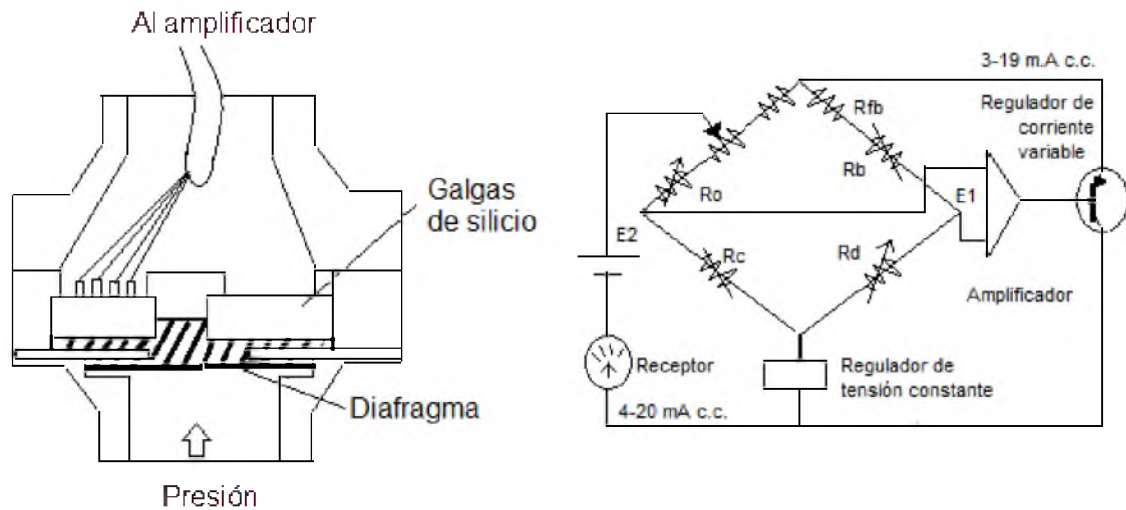 Al amplificador
Galgas
de silicio
Diafragma
Presión
3-19 m.A c.c.
Regulador de
corriente
variable
Rfb
Rb
Ro
E1
E2
Rc
Rd
Amplificador
Receptor
Regulador de
tensión constante
4-20 mA c.c.